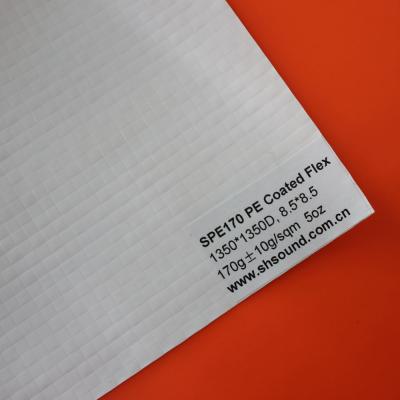 SPE170 PE Coated Flex
1350*1350D, 8.5*8.5
170g±10g/sqm 5oz
www.shsound.com.cn